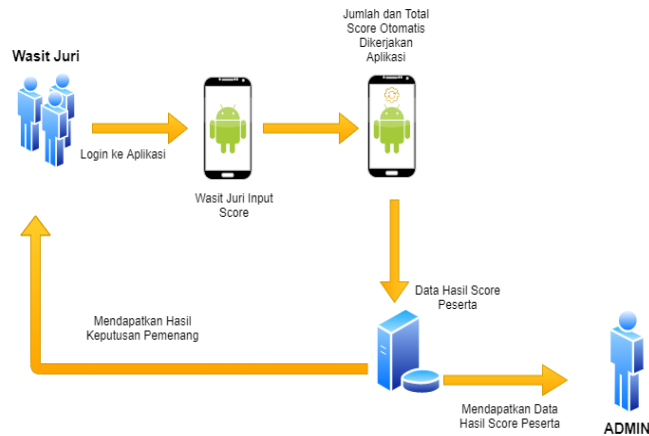 Jumlah dan Total
Score Otomatis
Dikerjakan
Aplikasi
Wasit Juri
Login ke Aplikasi
Wasit Juri Input
Score
Data Hasil Score
Peserta
Mendapatkan Hasil
Keputusan Pemenang
Mendapatkan Data
Hasil Score Peserta
ADMIN